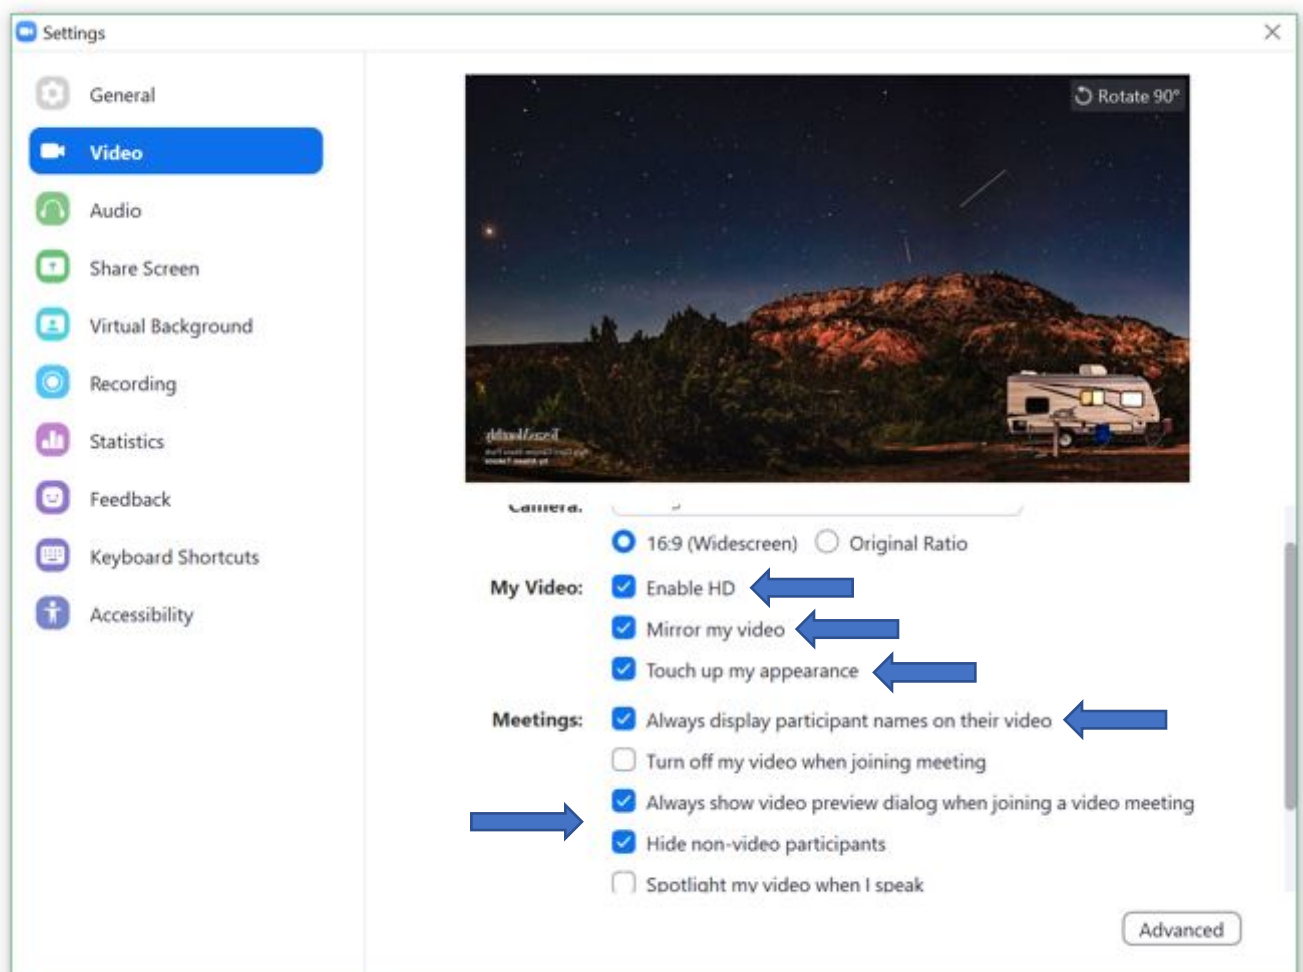 Settings
General
Video
Audio
Share Screen
Virtual Background
Recording
Statistics
Feedback
Keyboard Shortcuts
Accessibility
Rotate 90°
Camera:
16:9 (Widescreen) Original Ratio
My Video: Enable HD
Mirror my video
Touch up my appearance
Meetings: Always display participant names on their video
Turn off my video when joining meeting
Always show video preview dialog when joining a video meeting
Hide non-video participants
Spotlight my video when I speak
Advanced